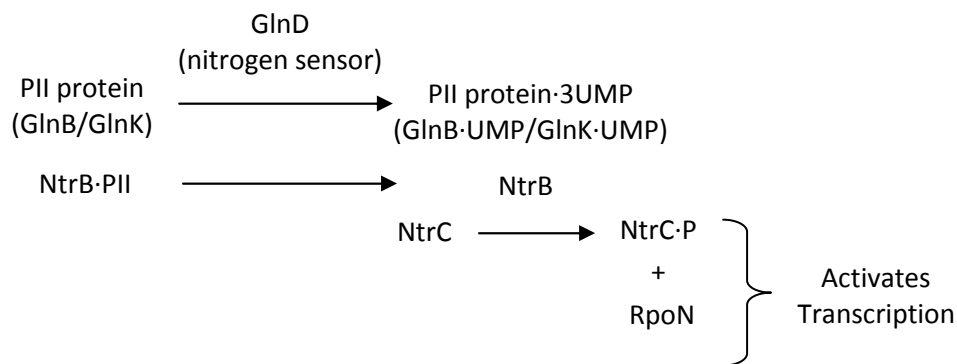 GlnD
(nitrogen sensor)
PII protein
(GlnB/GlnK)
PII protein·3UMP
(GlnB·UMP/GlnK·UMP)
NtrB·PII
NtrB
NtrC
NtrC·P
+
RpoN
Activates
Transcription